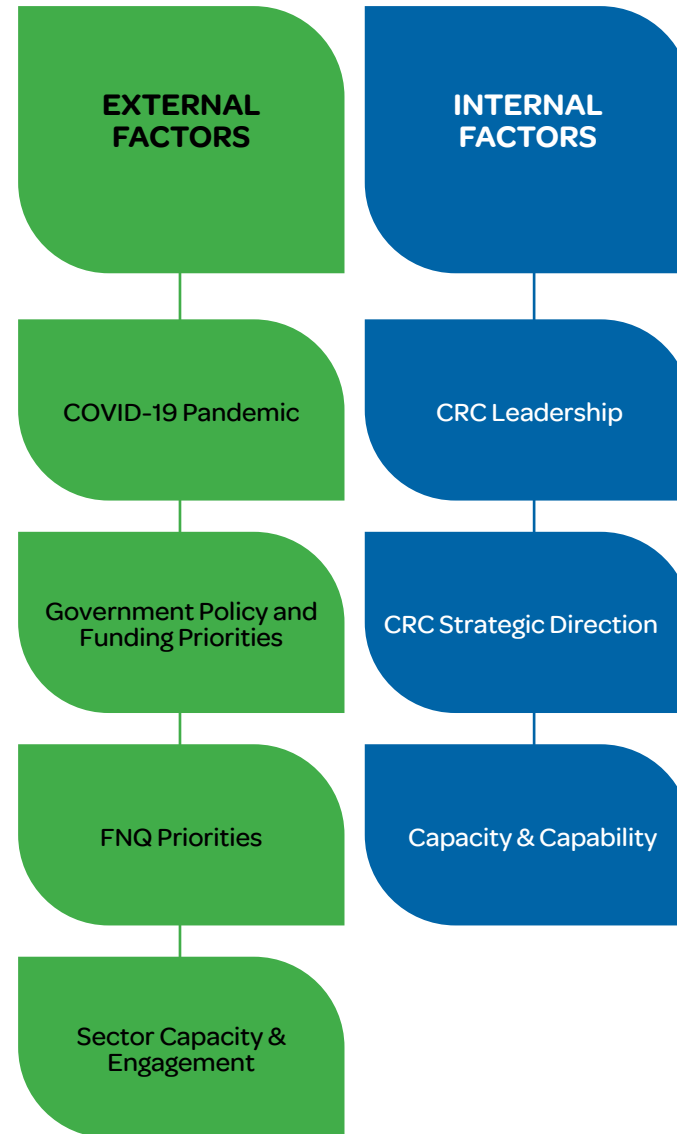 EXTERNAL
FACTORS
COVID-19 Pandemic
Government Policy and
Funding Priorities
FNQ Priorities
Sector Capacity &
Engagement
INTERNAL
FACTORS
CRC Leadership
CRC Strategic Direction
Capacity & Capability